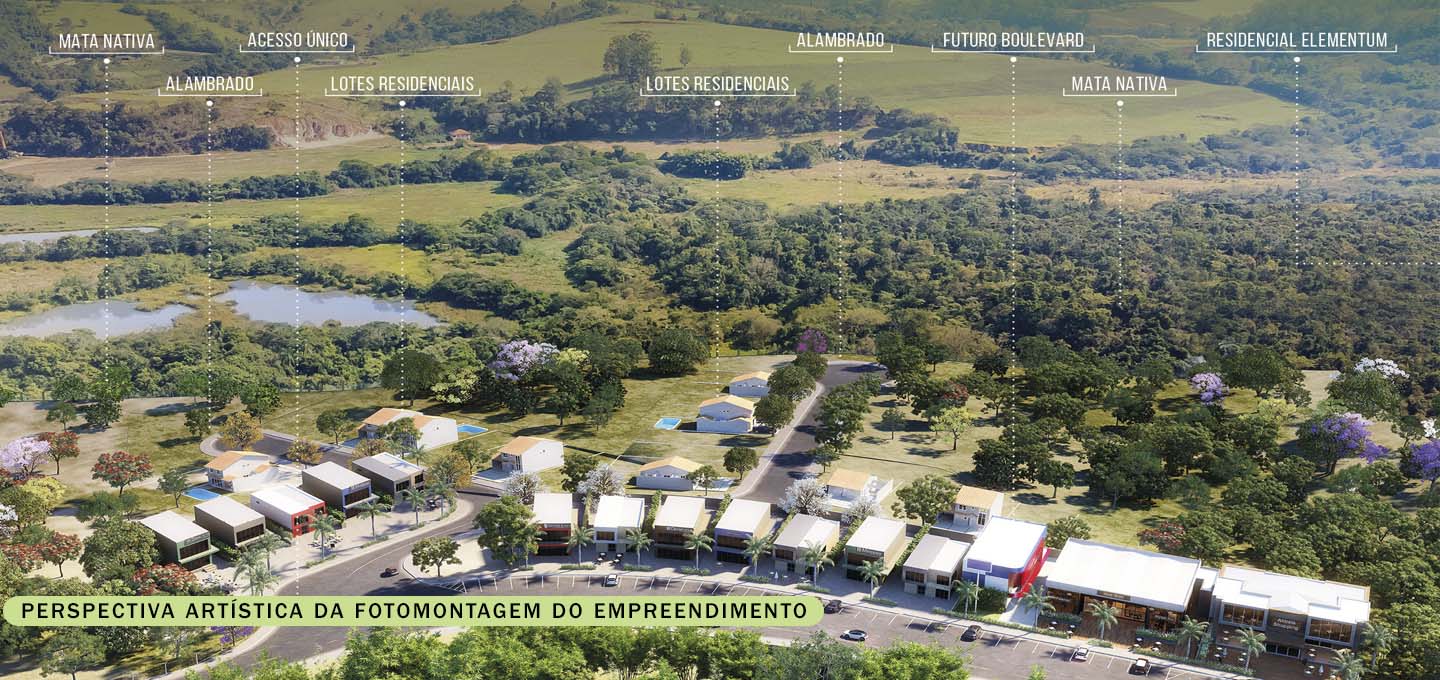 MATA NATIVA
ACESSO ÚNICO
ALAMBRADO
FUTURO BOULEVARD
RESIDENCIAL ELEMENTUM
ALAMBRADO
LOTES RESIDENCIAIS
LOTES RESIDENCIAIS
MATA NATIVA
PERSPECTIVA ARTÍSTICA DA FOTOMONTAGEM DO EMPREENDIMENTO